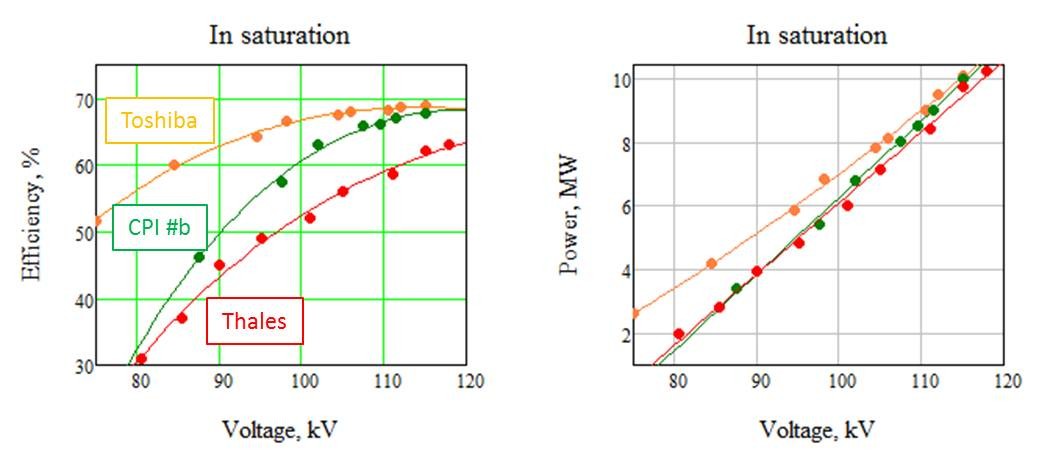 In saturation
Efficiency, %
70
60
50
40
30
Toshiba
CPI #b
Thales
80 90 100 110 120
Voltage, kV
In saturation
Power, MW
10
8
6
4
2
80 90 100 110 120
Voltage, kV